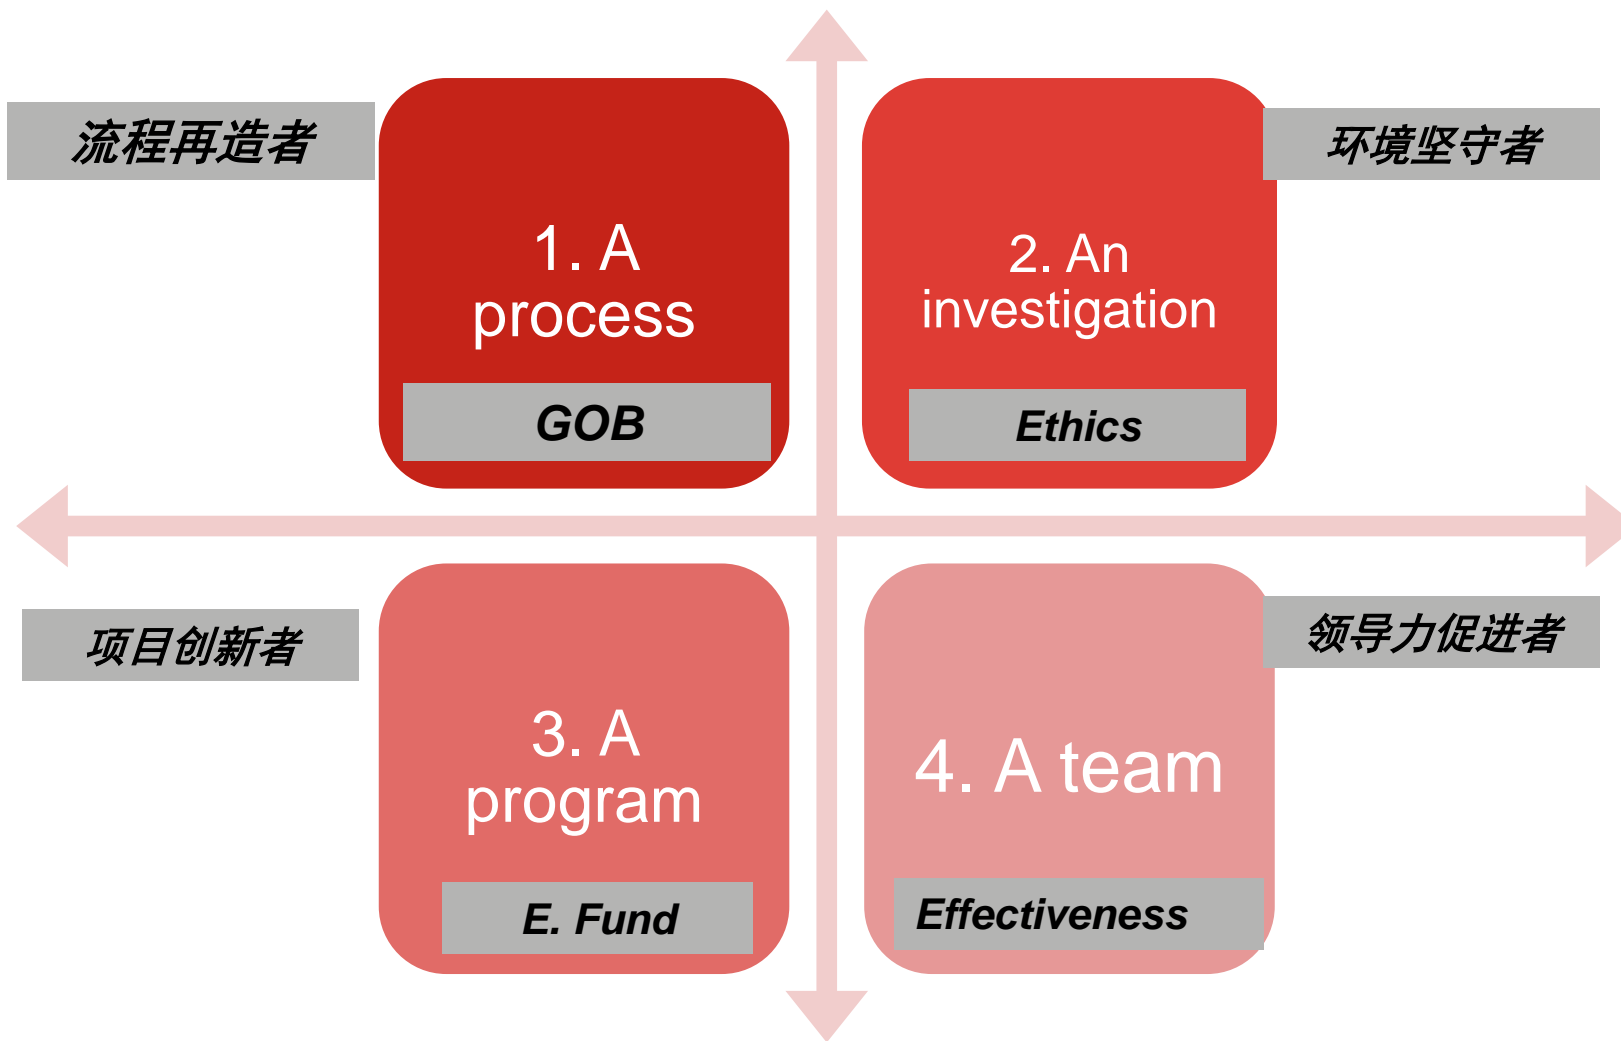 流程再造者
1. A
process
GOB
环境坚守者
2. An
investigation
Ethics
项目创新者
3. A
program
E. Fund
领导力促进者
4. A team
Effectiveness